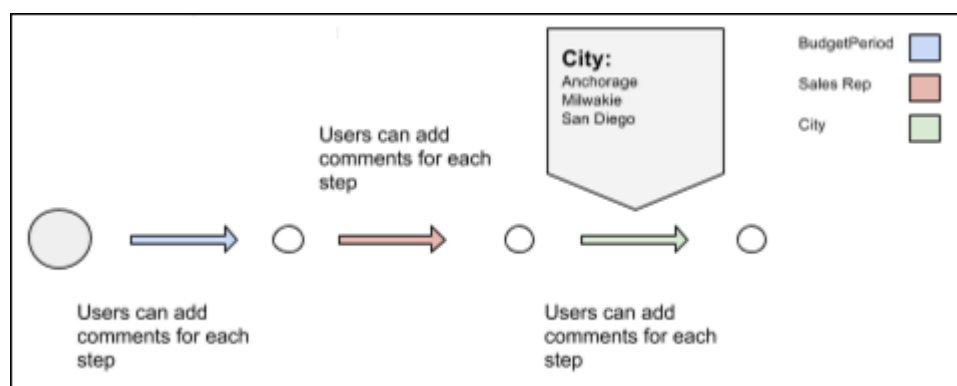 City:
Anchorage
Milwakie
San Diego
BudgetPeriod
Sales Rep
City
Users can add
comments for each
step
Users can add
comments for each
step
Users can add
comments for each
step